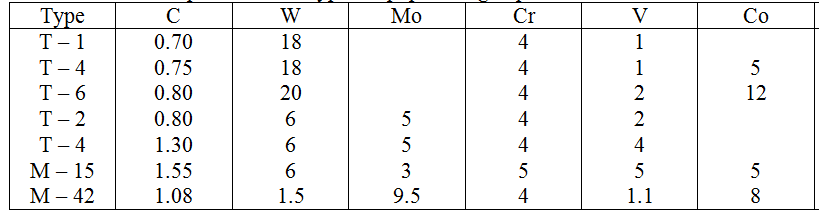 Type C W Mo Cr V Co
T – 1 0.70 18 4 1
T – 4 0.75 18 4 1 5
T – 6 0.80 20 4 2 12
T – 2 0.80 6 5 4 2
T – 4 1.30 6 5 4 4
M – 15 1.55 6 3 5 5 5
M – 42 1.08 1.5 9.5 4 1.1 8